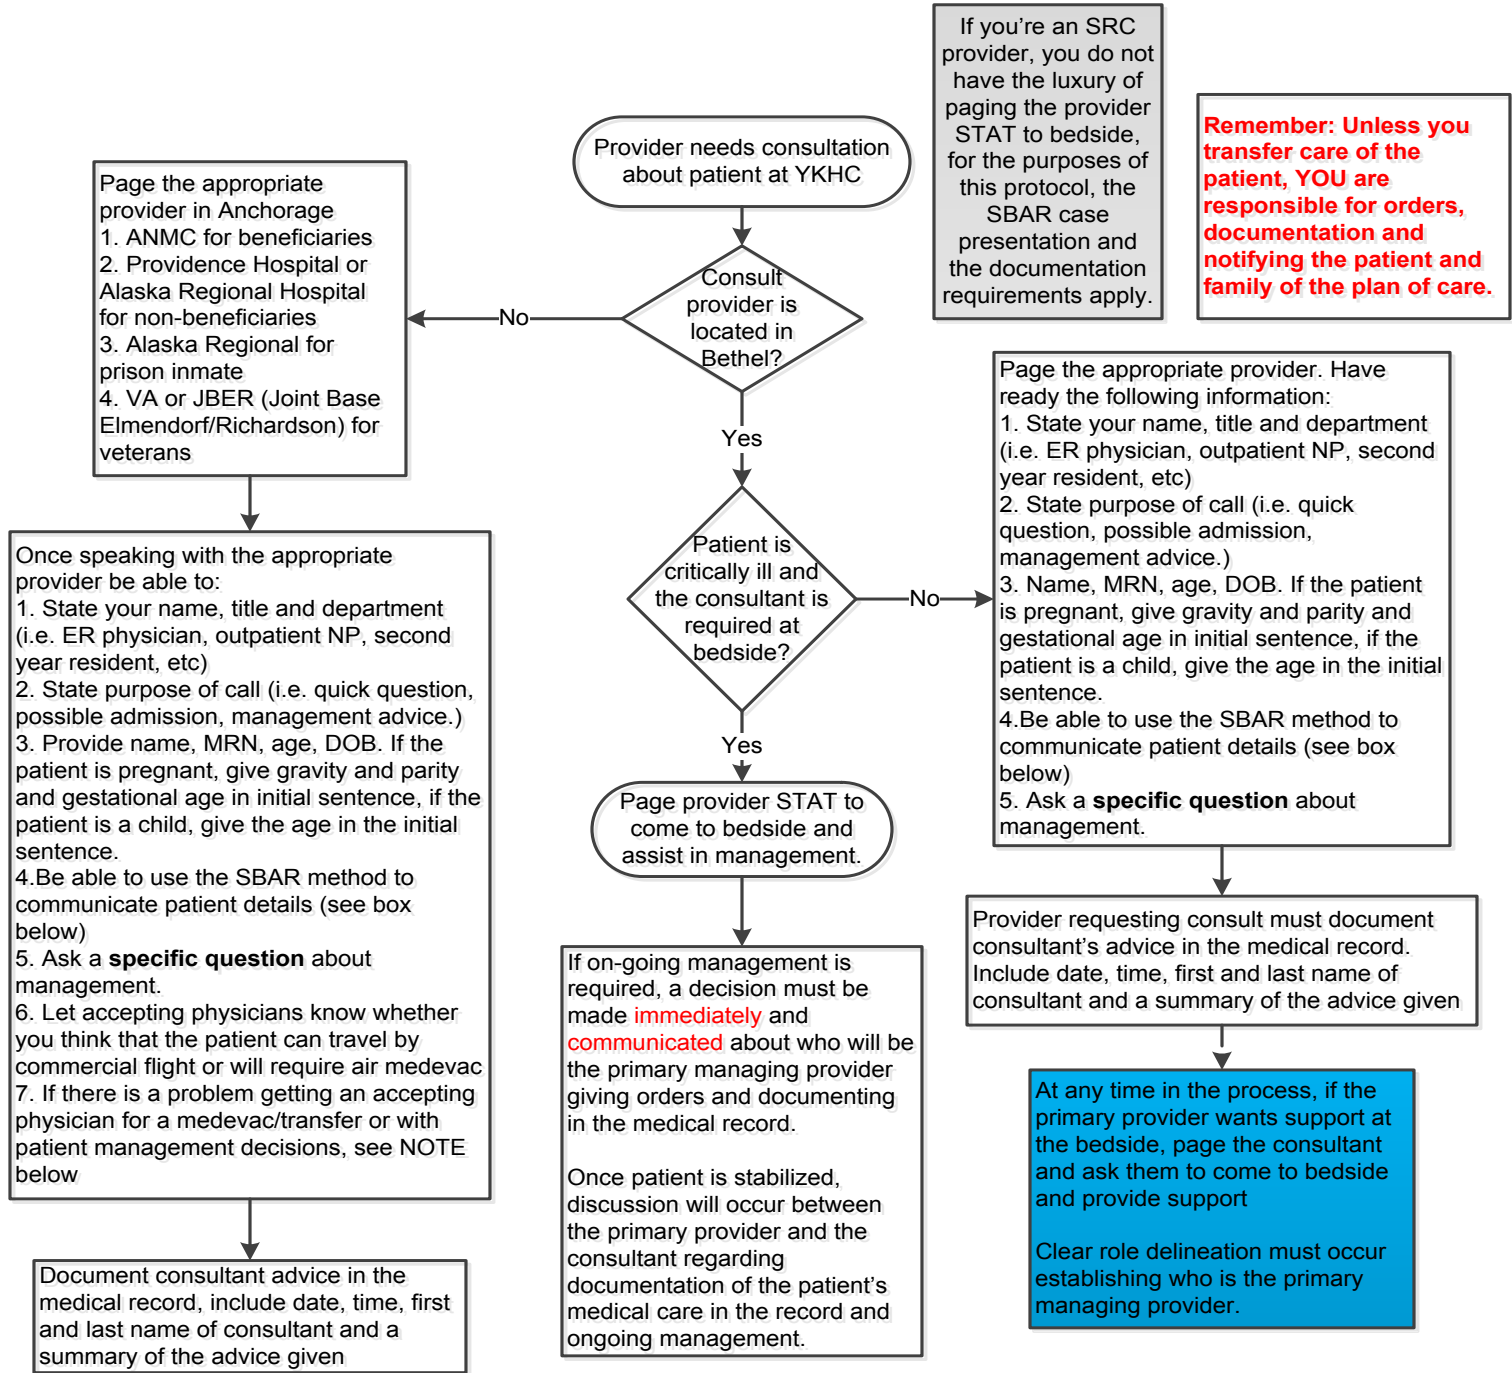 If you're an SRC
provider, you do not
have the luxury of
paging the provider
STAT to bedside,
for the purposes of
this protocol, the
SBAR case
presentation and
the documentation
requirements apply.
Remember: Unless you
transfer care of the
patient, YOU are
responsible for orders,
documentation and
notifying the patient and
family of the plan of care.
Provider needs consultation
about patient at YKHC
Consult
provider is
located in
Bethel?
No
Page the appropriate
provider in Anchorage
1. ANMC for beneficiaries
2. Providence Hospital or
Alaska Regional Hospital
for non-beneficiaries
3. Alaska Regional for
prison inmate
4. VA or JBER (Joint Base
Elmendorf/Richardson) for
veterans
Once speaking with the appropriate
provider be able to:
1. State your name, title and department
(i.e. ER physician, outpatient NP, second
year resident, etc)
2. State purpose of call (i.e. quick question,
possible admission, management advice.)
3. Provide name, MRN, age, DOB. If the
patient is pregnant, give gravity and parity
and gestational age in initial sentence, if the
patient is a child, give the age in the initial
sentence.
4.Be able to use the SBAR method to
communicate patient details (see box
below)
5. Ask a specific question about
management.
6. Let accepting physicians know whether
you think that the patient can travel by
commercial flight or will require air medevac
7. If there is a problem getting an accepting
physician for a medevac/transfer or with
patient management decisions, see NOTE
below
Document consultant advice in the
medical record, include date, time, first
and last name of consultant and a
summary of the advice given
Yes
Patient is
critically ill and
the consultant is
required at
bedside?
Yes
Page provider STAT to
come to bedside and
assist in management.
If on-going management is
required, a decision must be
made immediately and
communicated about who will be
the primary managing provider
giving orders and documenting
in the medical record.
Once patient is stabilized,
discussion will occur between
the primary provider and the
consultant regarding
documentation of the patient's
medical care in the record and
ongoing management.
No
Page the appropriate provider. Have
ready the following information:
1. State your name, title and department
(i.e. ER physician, outpatient NP, second
year resident, etc)
2. State purpose of call (i.e. quick
question, possible admission,
management advice.)
3. Name, MRN, age, DOB. If the patient
is pregnant, give gravity and parity and
gestational age in initial sentence, if the
patient is a child, give the age in the initial
sentence.
4.Be able to use the SBAR method to
communicate patient details (see box
below)
5. Ask a specific question about
management.
Provider requesting consult must document
consultant's advice in the medical record.
Include date, time, first and last name of
consultant and a summary of the advice given
At any time in the process, if the
primary provider wants support at
the bedside, page the consultant
and ask them to come to bedside
and provide support
Clear role delineation must occur
establishing who is the primary
managing provider.